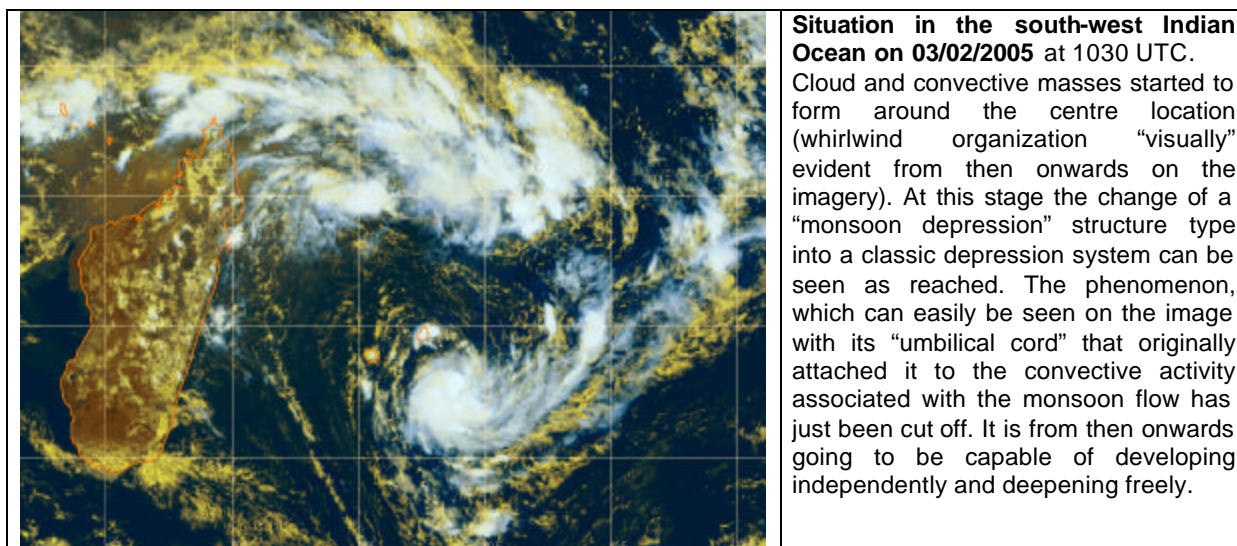 Situation in the south-west Indian
Ocean on 03/02/2005 at 1030 UTC.
Cloud and convective masses started to
form around the centre location
(whirlwind organization “visually”
evident from then onwards on the
imagery). At this stage the change of a
“monsoon depression” structure type
into a classic depression system can be
seen as reached. The phenomenon,
which can easily be seen on the image
with its “umbilical cord” that originally
attached it to the convective activity
associated with the monsoon flow has
just been cut off. It is from then onwards
going to be capable of developing
independently and deepening freely.